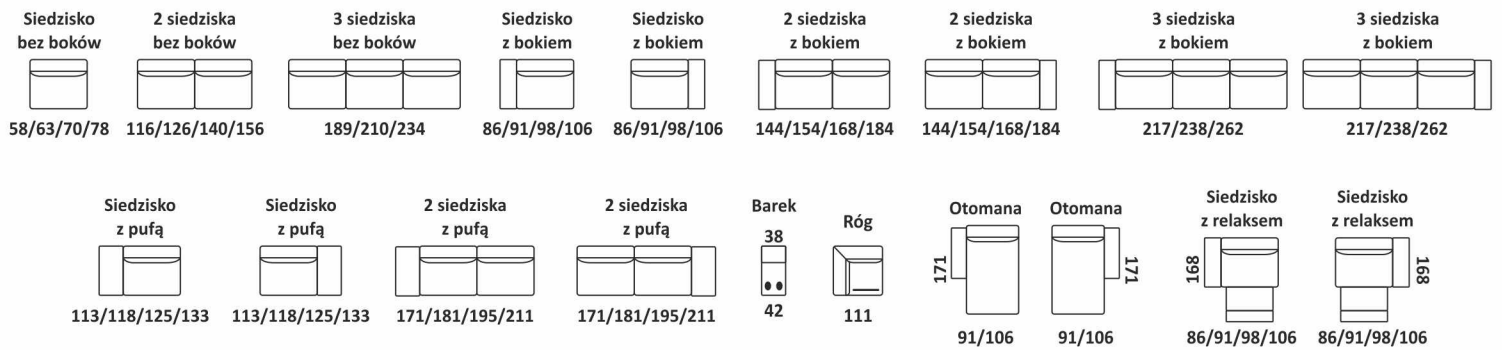 Siedzisko
bez boków
58/63/70/78
2 siedziska
bez boków
116/126/140/156
3 siedziska
bez boków
189/210/234
Siedzisko
z bokiem
86/91/98/106
Siedzisko
z bokiem
86/91/98/106
2 siedziska
z bokiem
144/154/168/184
2 siedziska
z bokiem
144/154/168/184
3 siedziska
z bokiem
217/238/262
3 siedziska
z bokiem
217/238/262
Siedzisko
z pufą
113/118/125/133
Siedzisko
z pufą
113/118/125/133
2 siedziska
z pufą
171/181/195/211
2 siedziska
z pufą
171/181/195/211
Barek
38
42
Róg
111
Otomana
171
91/106
Otomana
171
91/106
Siedzisko
z relaksem
168
86/91/98/106
Siedzisko
z relaksem
168
86/91/98/106